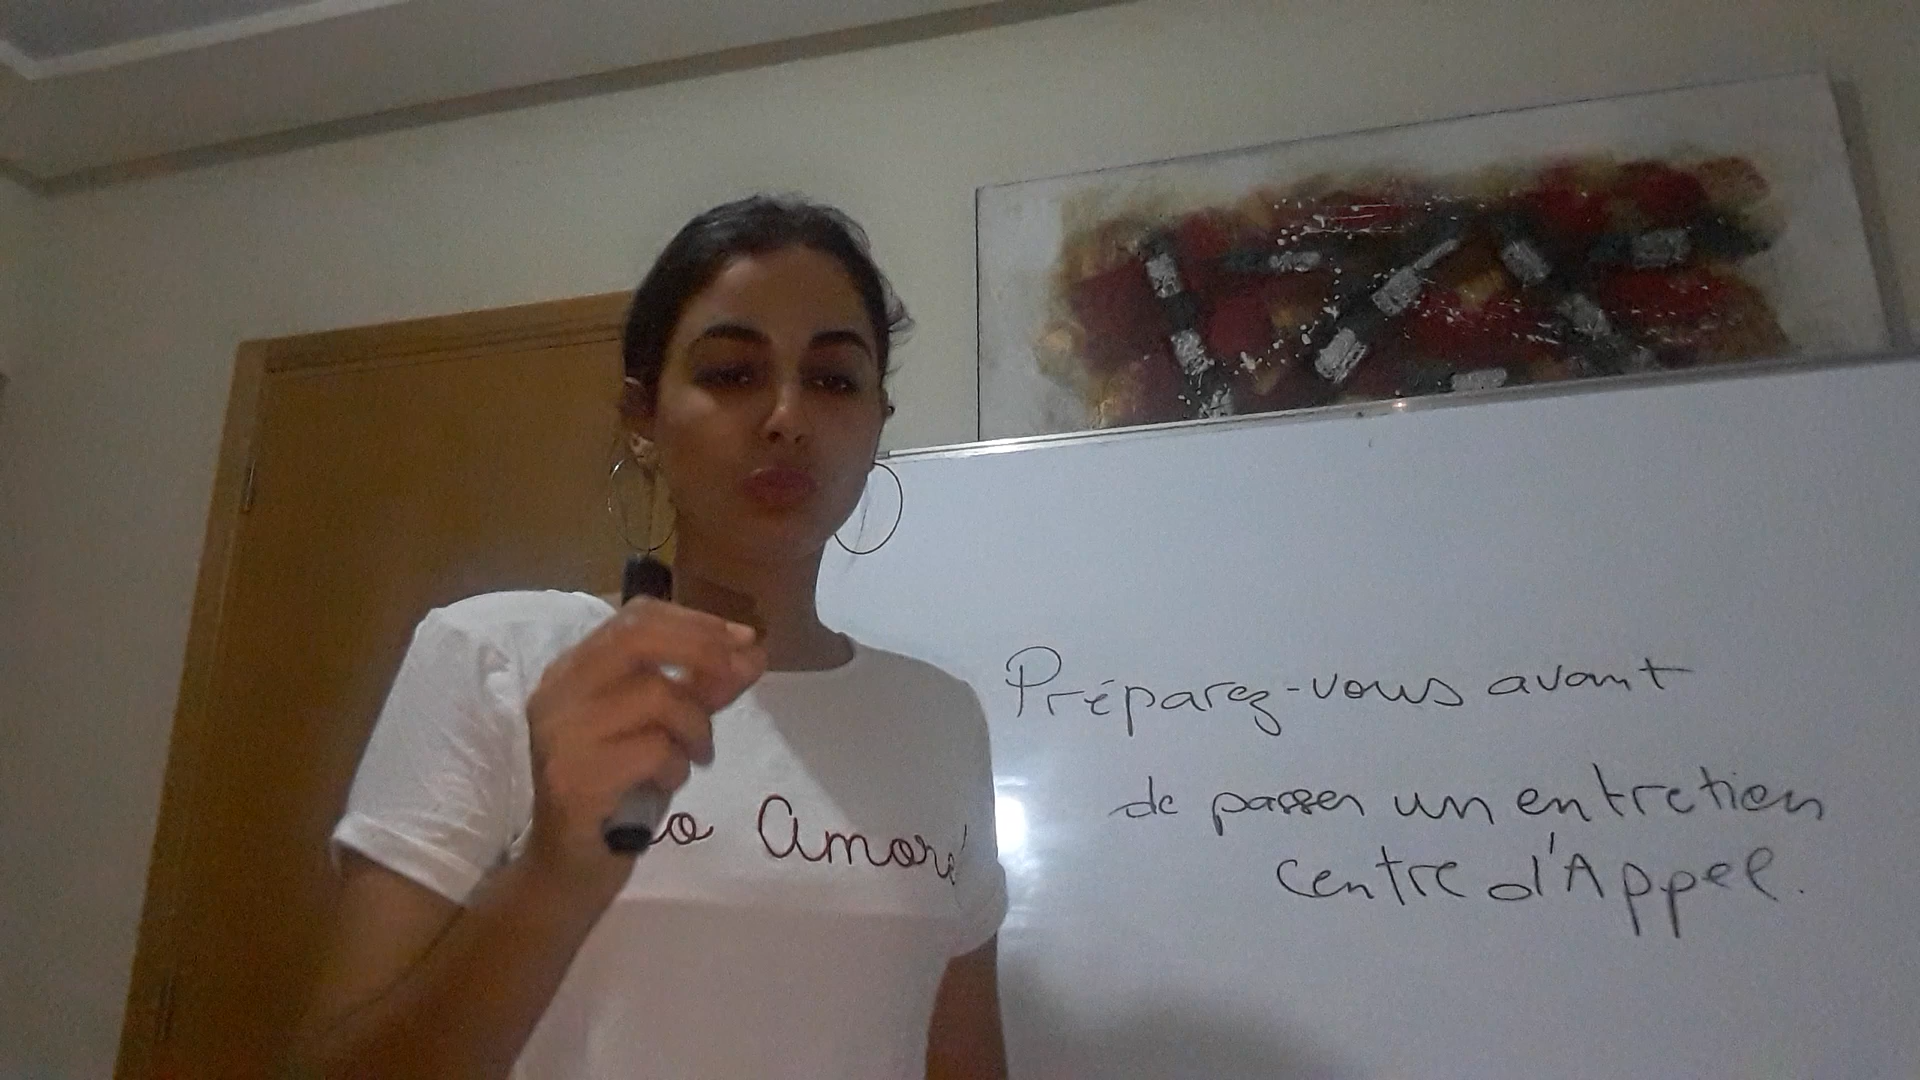 Préparez-vous avant
de passer un entretien
centre d'Appel.
o Amore